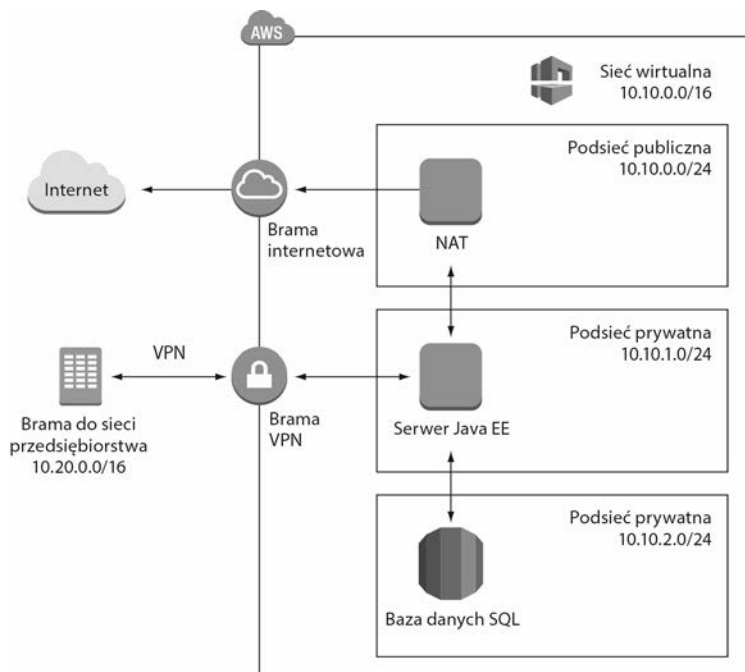 AWS
Sieć wirtualna
10.10.0.0/16
Podsieć publiczna
10.10.0.0/24
Internet
Brama
internetowa
NAT
Podsieć prywatna
10.10.1.0/24
VPN
Brama do sieci
przedsiębiorstwa
10.20.0.0/16
Brama
VPN
Serwer Java EE
Podsieć prywatna
10.10.2.0/24
Baza danych SQL